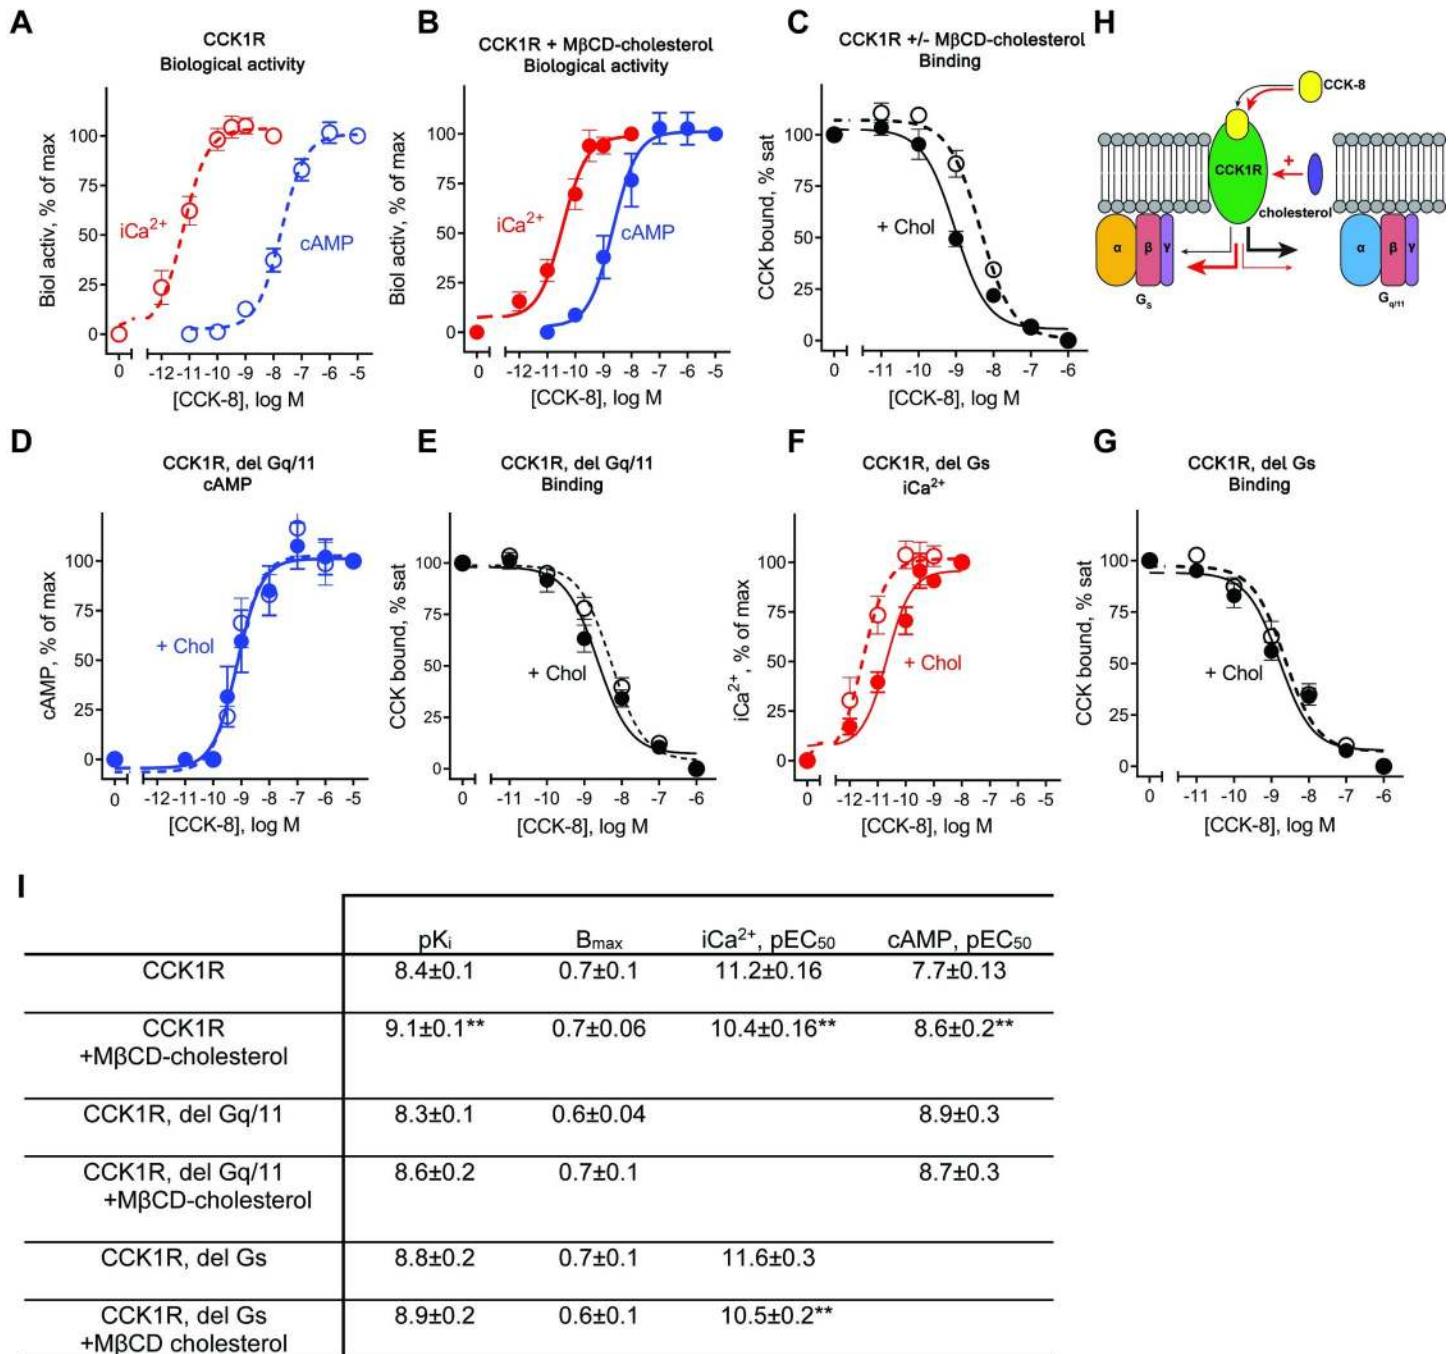 A
CCK1R
Biological activity
Biol activ, % of max
100
75
50
25
0
iCa²⁺
cAMP
0 -12 -11 -10 -9 -8 -7 -6 -5
[CCK-8], log M
B
CCK1R + MβCD-cholesterol
Biological activity
Biol activ, % of max
100
75
50
25
0
iCa²⁺
cAMP
0 -12 -11 -10 -9 -8 -7 -6 -5
[CCK-8], log M
C
CCK1R +/- MβCD-cholesterol
Binding
CCK bound, % sat
100
75
50
25
0
+ Chol
0 -11 -10 -9 -8 -7 -6
[CCK-8], log M
H
CCK-8
CCK1R
+
cholesterol
α β γ
Gs
α β γ
Gq/11
D
CCK1R, del Gq/11
cAMP
cAMP, % of max
100
75
50
25
0
+ Chol
0 -12 -11 -10 -9 -8 -7 -6 -5
[CCK-8], log M
E
CCK1R, del Gq/11
Binding
CCK bound, % sat
100
75
50
25
0
+ Chol
0 -11 -10 -9 -8 -7 -6
[CCK-8], log M
F
CCK1R, del Gs
iCa²⁺
iCa²⁺, % of max
100
75
50
25
0
+ Chol
0 -12 -11 -10 -9 -8 -7 -6 -5
[CCK-8], log M
G
CCK1R, del Gs
Binding
CCK bound, % sat
100
75
50
25
0
+ Chol
0 -11 -10 -9 -8 -7 -6
[CCK-8], log M
I
pKi Bmax iCa²⁺, pEC50 cAMP, pEC50
CCK1R 8.4±0.1 0.7±0.1 11.2±0.16 7.7±0.13
CCK1R 9.1±0.1** 0.7±0.06 10.4±0.16** 8.6±0.2**
+MβCD-cholesterol
CCK1R, del Gq/11 8.3±0.1 0.6±0.04 8.9±0.3
CCK1R, del Gq/11 8.6±0.2 0.7±0.1 8.7±0.3
+MβCD-cholesterol
CCK1R, del Gs 8.8±0.2 0.7±0.1 11.6±0.3
CCK1R, del Gs 8.9±0.2 0.6±0.1 10.5±0.2**
+MβCD cholesterol